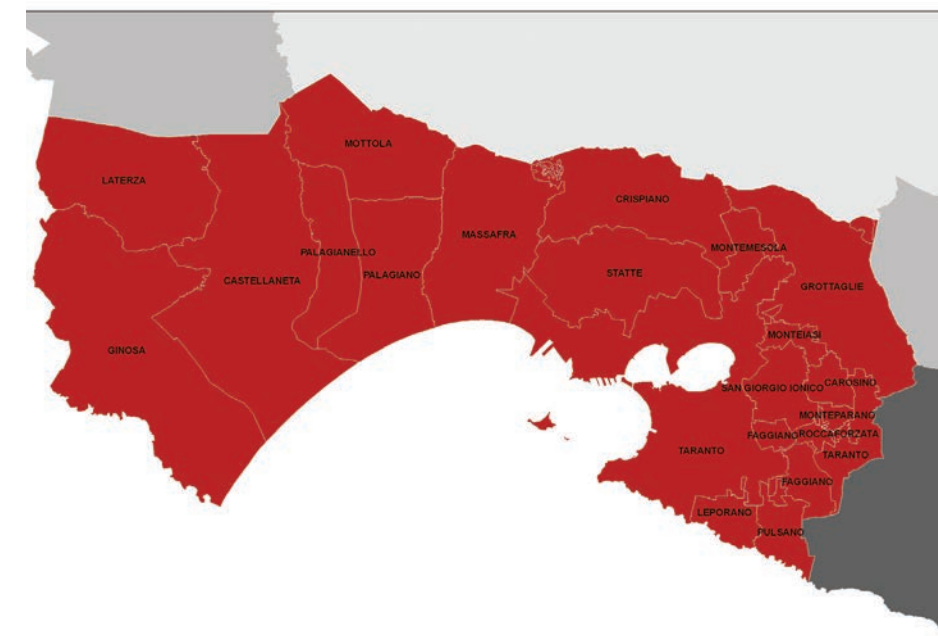 MOTTOLA
LATERZA
CRISPIANO
MASSAFRA
MONTEMESOLA
PALAGIANELLO
PALAGIANO
STATTE
CASTELLANETA
GROTTAGLIE
MONTEIASI
GINOSA
SAN GIORGIO IONICO
CAROSINO
MONTEPARANO
FAGGIANO
ROCCAFORZATA
TARANTO
TARANTO
FAGGIANO
LEPORANO
PULSANO